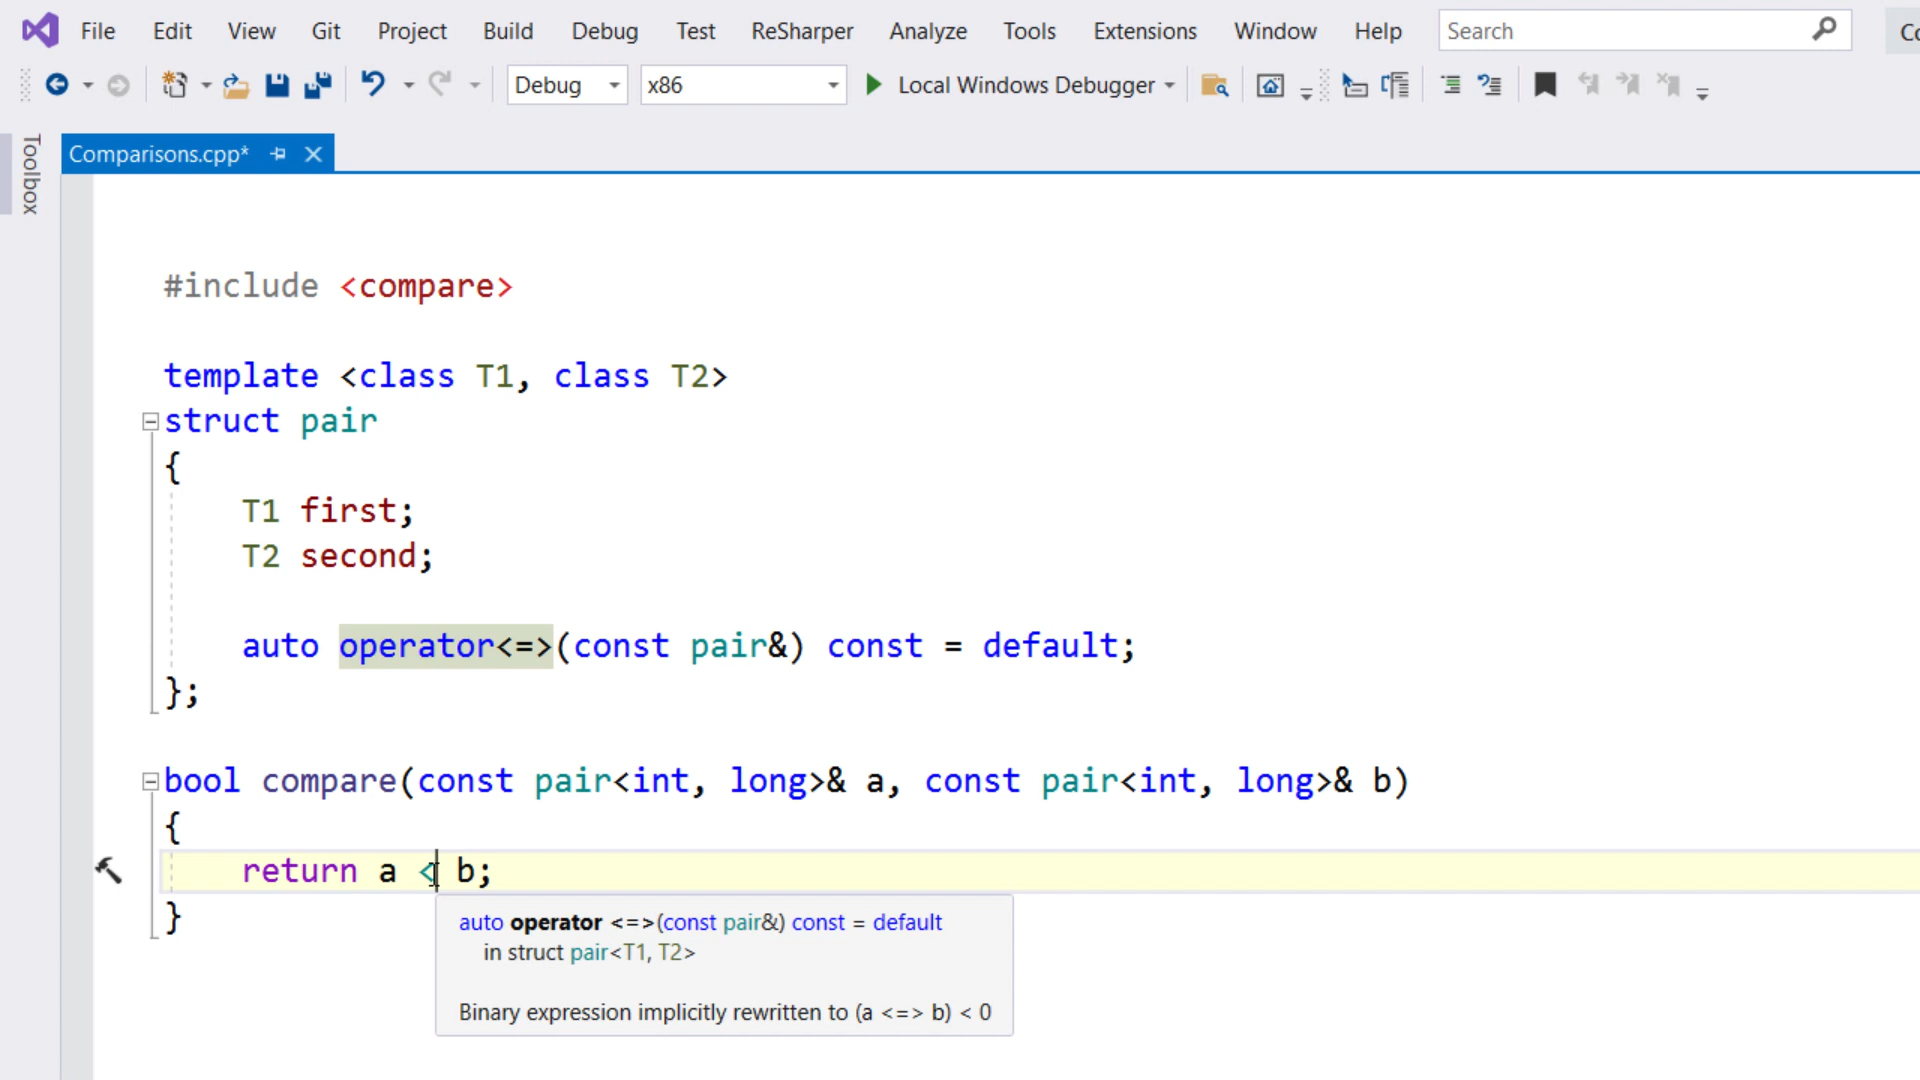 File Edit View Git Project Build Debug Test ReSharper Analyze Tools Extensions Window Help Search
Debug x86 Local Windows Debugger
Toolbox
Comparisons.cpp*
#include <compare>
template <class T1, class T2>
struct pair
{
T1 first;
T2 second;
auto operator<=>(const pair&) const = default;
};
bool compare(const pair<int, long>& a, const pair<int, long>& b)
{
return a < b;
}
auto operator <=>(const pair&) const = default
in struct pair<T1, T2>
Binary expression implicitly rewritten to (a <=> b) < 0